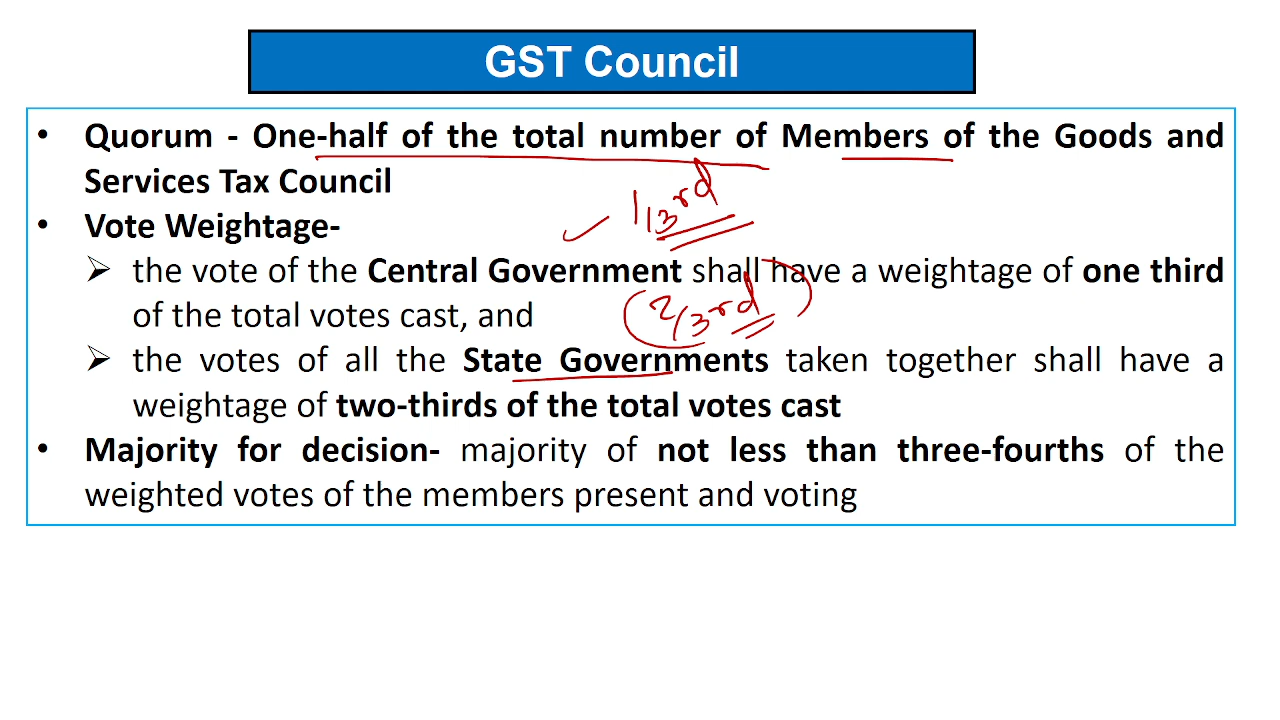 GST Council
• Quorum - One-half of the total number of Members of the Goods and
Services Tax Council
1/3rd
• Vote Weightage-
➢ the vote of the Central Government shall have a weightage of one third
2/3rd
of the total votes cast, and
➢ the votes of all the State Governments taken together shall have a
weightage of two-thirds of the total votes cast
• Majority for decision- majority of not less than three-fourths of the
weighted votes of the members present and voting